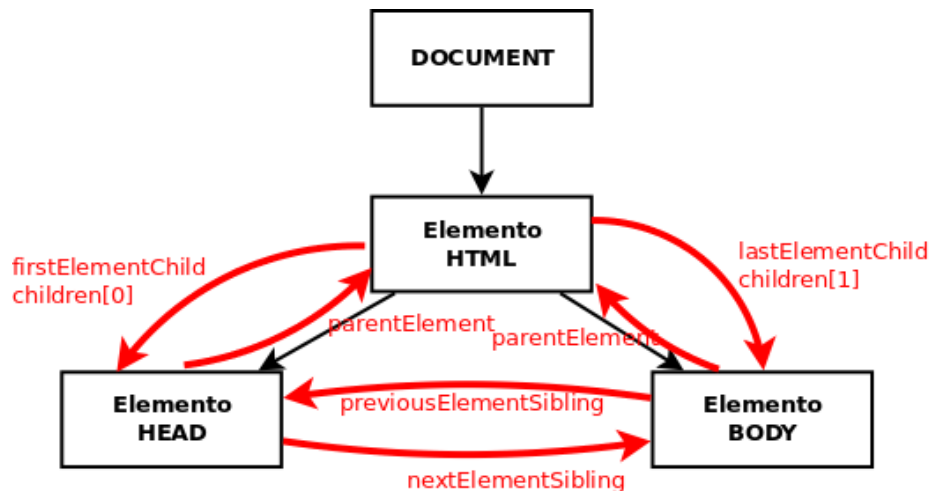 DOCUMENT
Elemento
HTML
firstElementChild
children[0]
lastElementChild
children[1]
parentElement
parentElement
Elemento
HEAD
previousElementSibling
Elemento
BODY
nextElementSibling